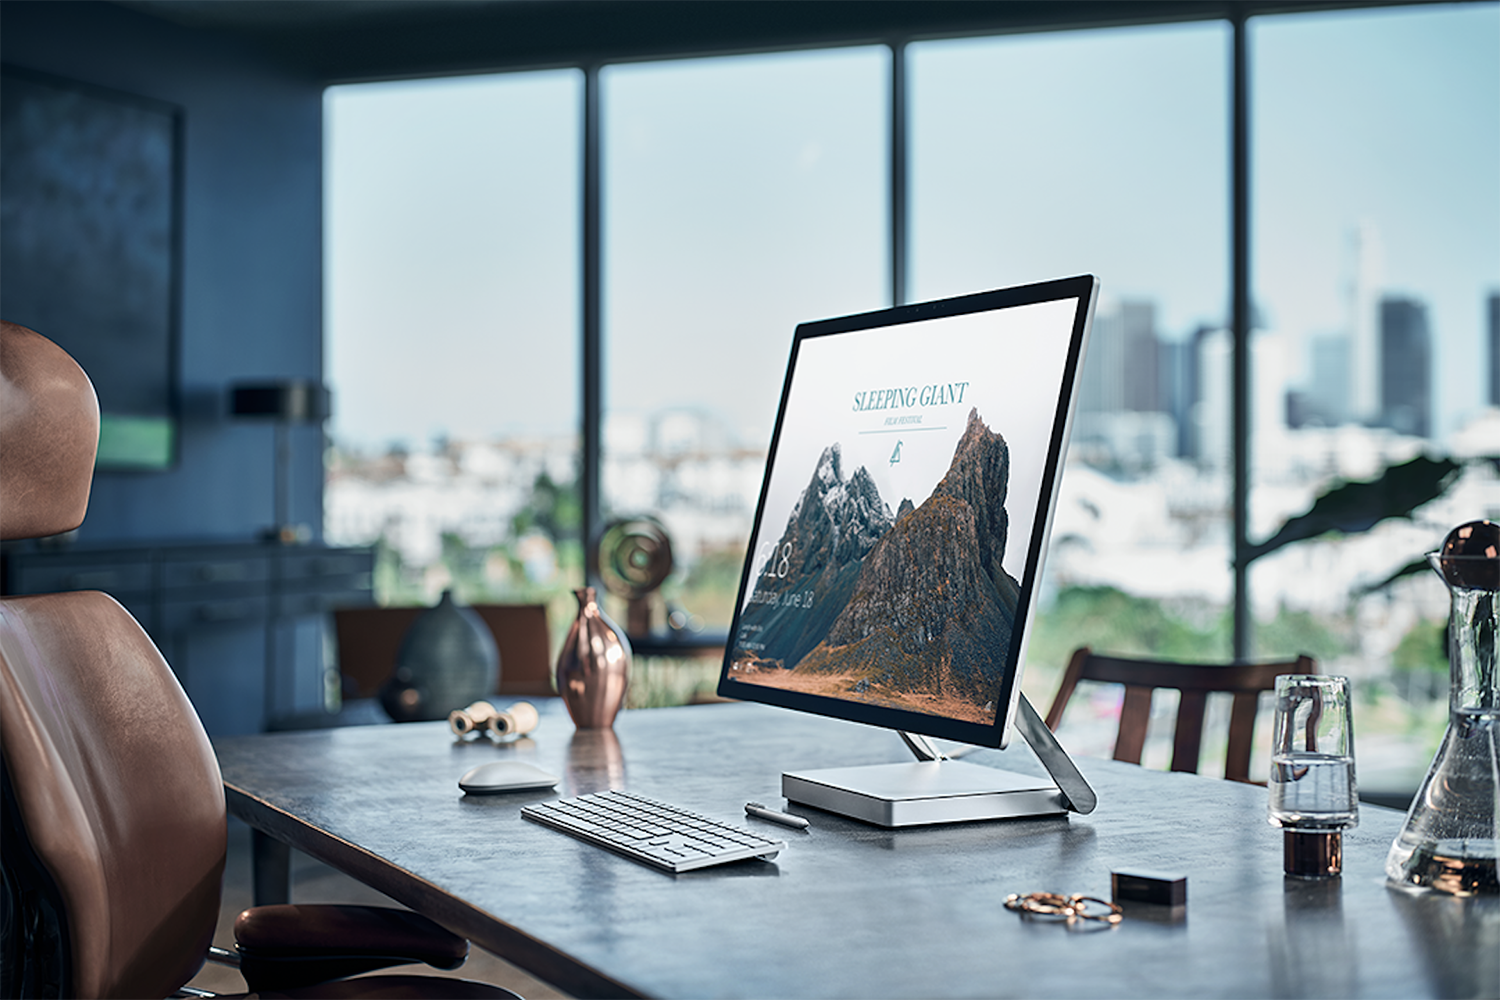 SLEEPING GIANT
FILM FESTIVAL
6:18
Saturday, June 18